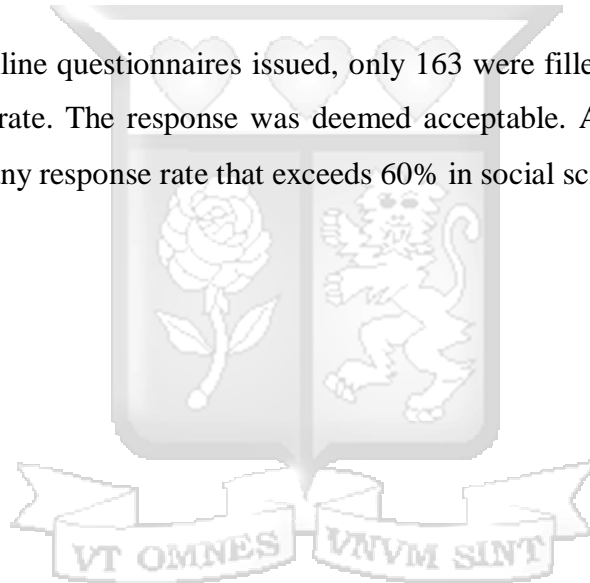 line questionnaires issued, only 163 were fille
rate. The response was deemed acceptable. A
any response rate that exceeds 60% in social sc
VT OMNES VNVM SINT